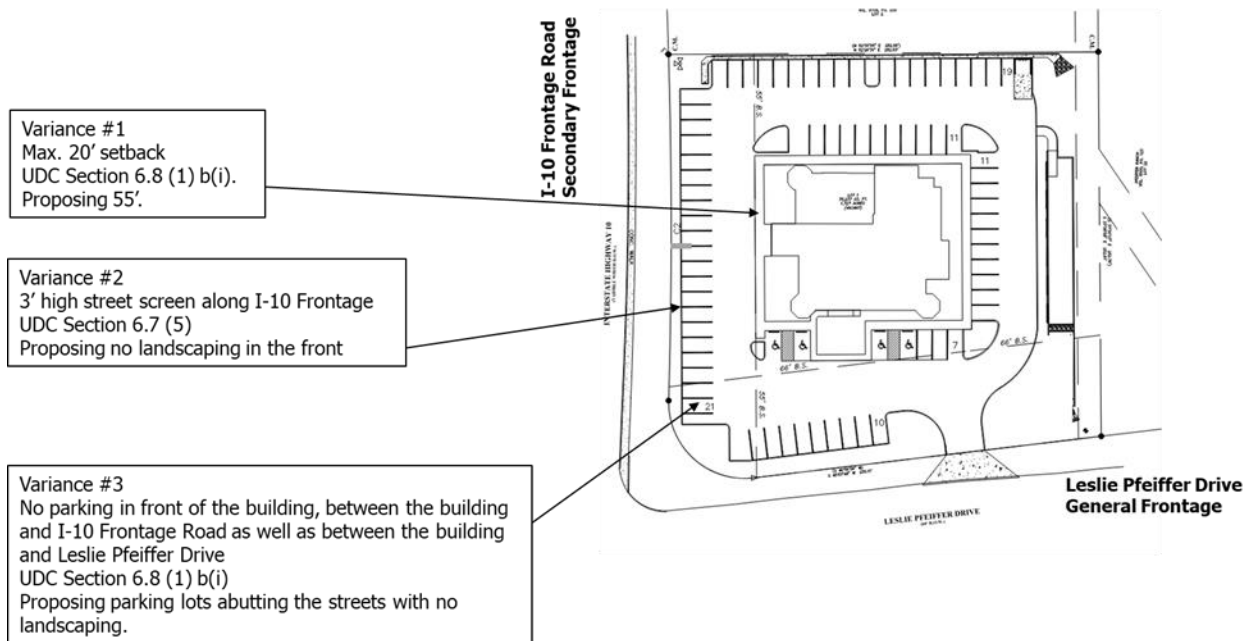 Variance #1
Max. 20' setback
UDC Section 6.8 (1) b(i).
Proposing 55'.
Variance #2
3' high street screen along I-10 Frontage
UDC Section 6.7 (5)
Proposing no landscaping in the front
Variance #3
No parking in front of the building, between the building
and I-10 Frontage Road as well as between the building
and Leslie Pfeiffer Drive
UDC Section 6.8 (1) b(i)
Proposing parking lots abutting the streets with no
landscaping.
I-10 Frontage Road
Secondary Frontage
INTERSTATE HIGHWAY 10
CONC. WALK
C.M.
C.M.
19
55' B.S.
11
11
7
66' B.S.
66' B.S.
55' B.S.
21
10
LESLIE PFEIFFER DRIVE
Leslie Pfeiffer Drive
General Frontage